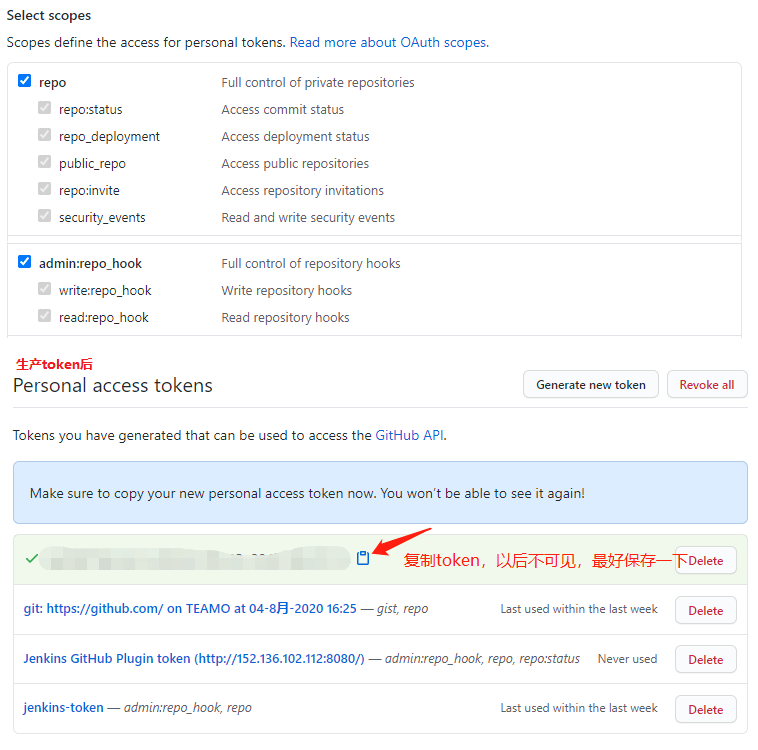 Select scopes
Scopes define the access for personal tokens. Read more about OAuth scopes.
repo Full control of private repositories
repo:status Access commit status
repo_deployment Access deployment status
public_repo Access public repositories
repo:invite Access repository invitations
security_events Read and write security events
admin:repo_hook Full control of repository hooks
write:repo_hook Write repository hooks
read:repo_hook Read repository hooks
生产token后
Personal access tokens Generate new token Revoke all
Tokens you have generated that can be used to access the GitHub API.
Make sure to copy your new personal access token now. You won’t be able to see it again!
复制token，以后不可见，最好保存一下 Delete
git: https://github.com/ on TEAMO at 04-8月-2020 16:25 — gist, repo Last used within the last week Delete
Jenkins GitHub Plugin token (http://152.136.102.112:8080/) — admin:repo_hook, repo, repo:status Never used Delete
jenkins-token — admin:repo_hook, repo Last used within the last week Delete